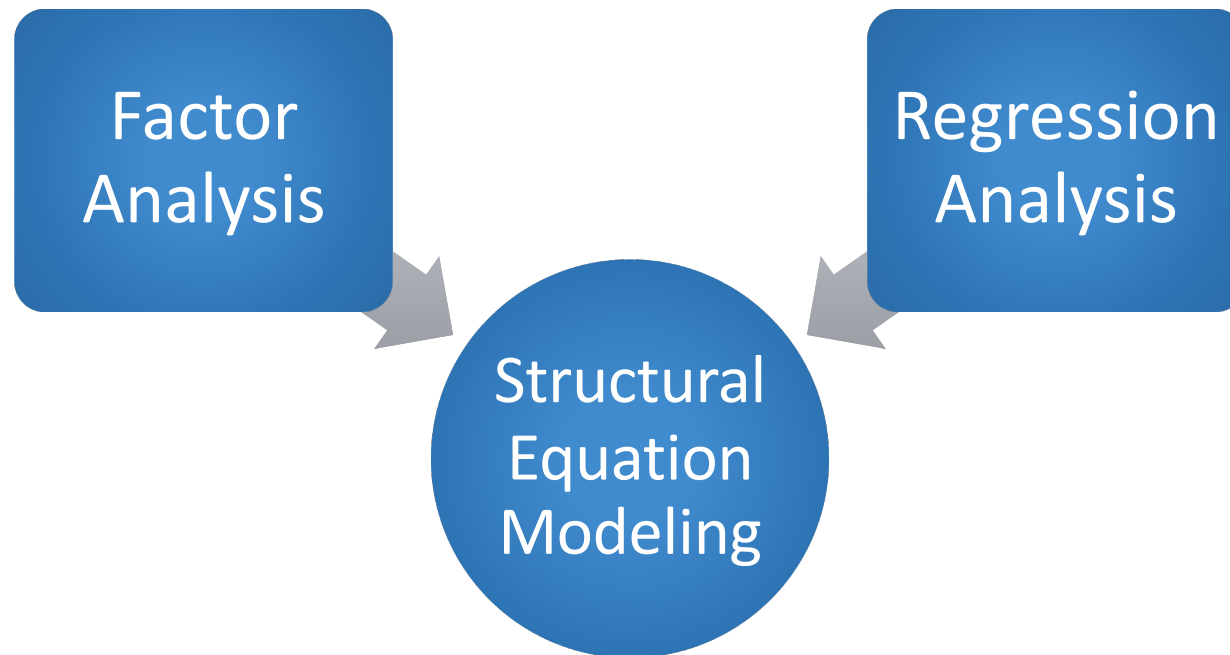 Factor
Analysis
Regression
Analysis
Structural
Equation
Modeling